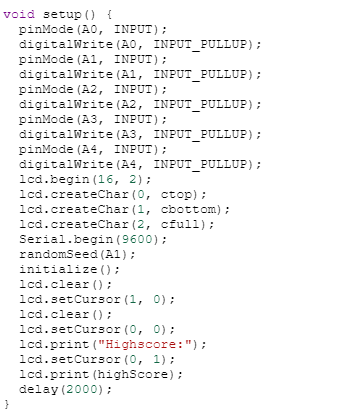 void setup() {
  pinMode(A0, INPUT);
  digitalWrite(A0, INPUT_PULLUP);
  pinMode(A1, INPUT);
  digitalWrite(A1, INPUT_PULLUP);
  pinMode(A2, INPUT);
  digitalWrite(A2, INPUT_PULLUP);
  pinMode(A3, INPUT);
  digitalWrite(A3, INPUT_PULLUP);
  pinMode(A4, INPUT);
  digitalWrite(A4, INPUT_PULLUP);
  lcd.begin(16, 2);
  lcd.createChar(0, ctop);
  lcd.createChar(1, cbottom);
  lcd.createChar(2, cfull);
  Serial.begin(9600);
  randomSeed(A1);
  initialize();
  lcd.clear();
  lcd.setCursor(1, 0);
  lcd.clear();
  lcd.setCursor(0, 0);
  lcd.print("Highscore:");
  lcd.setCursor(0, 1);
  lcd.print(highScore);
  delay(2000);
}